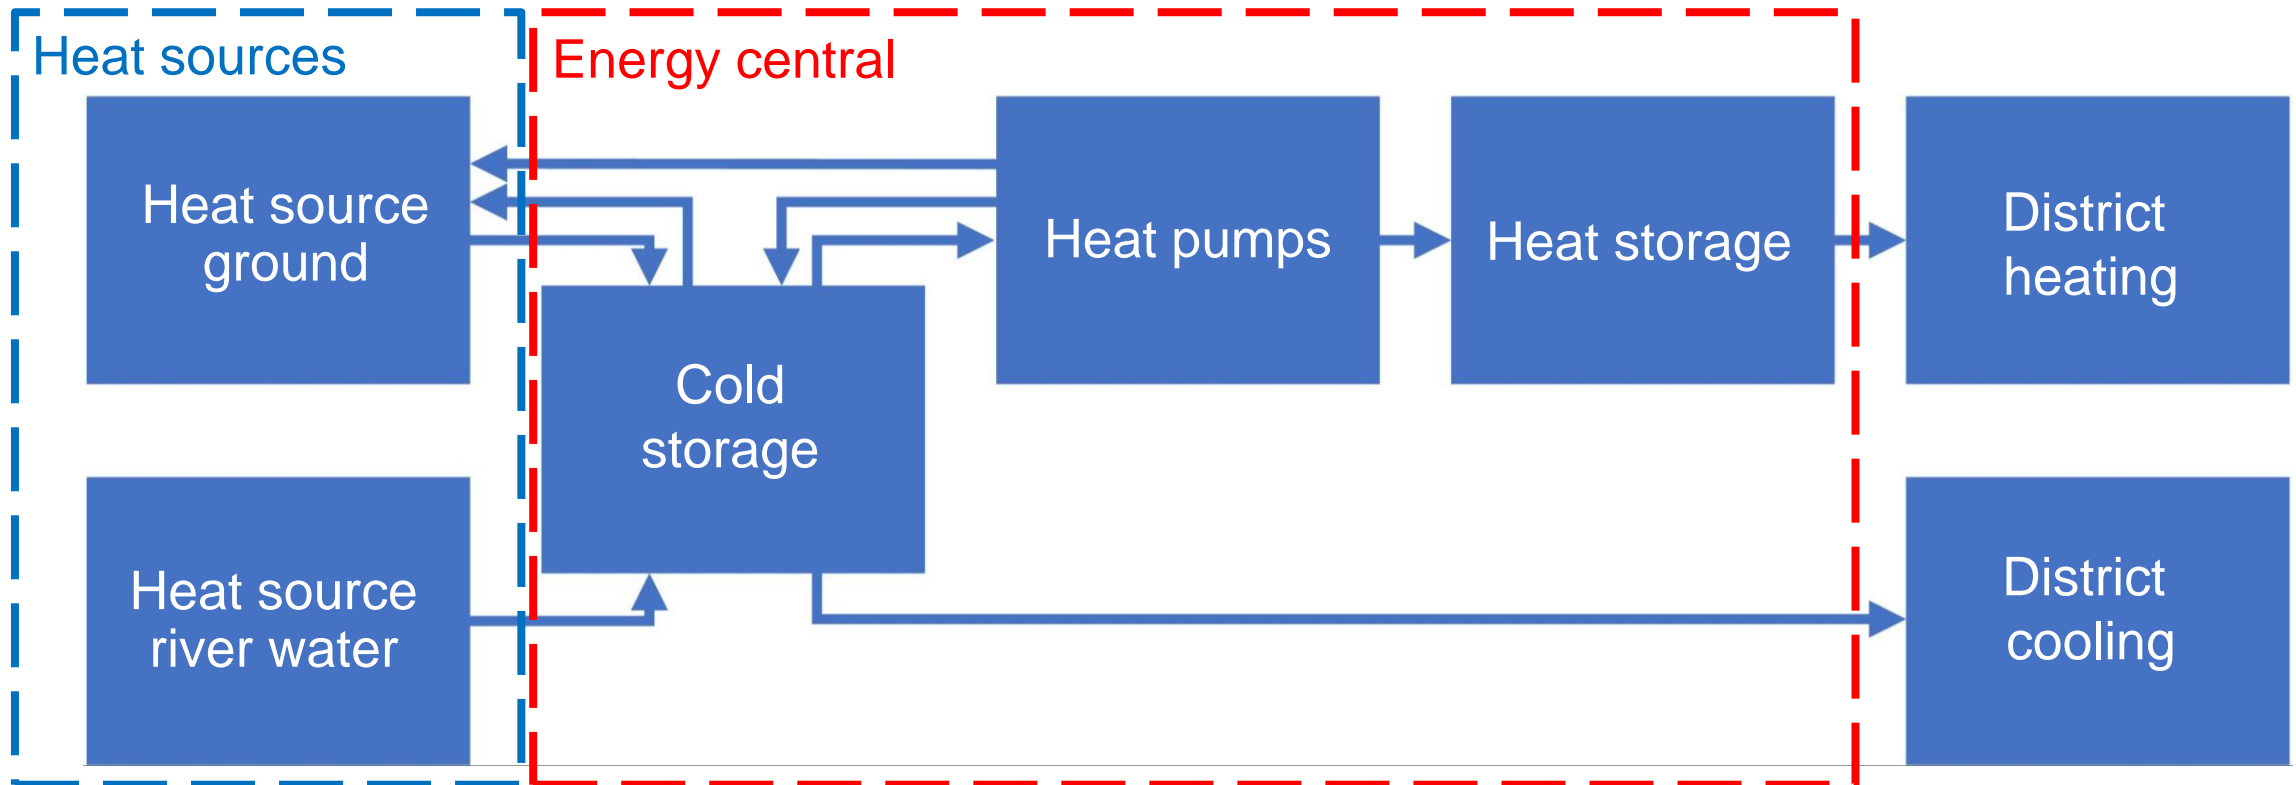 Heat sources
Energy central
Heat source
ground
Heat pumps
Heat storage
District
heating
Cold
storage
Heat source
river water
District
cooling